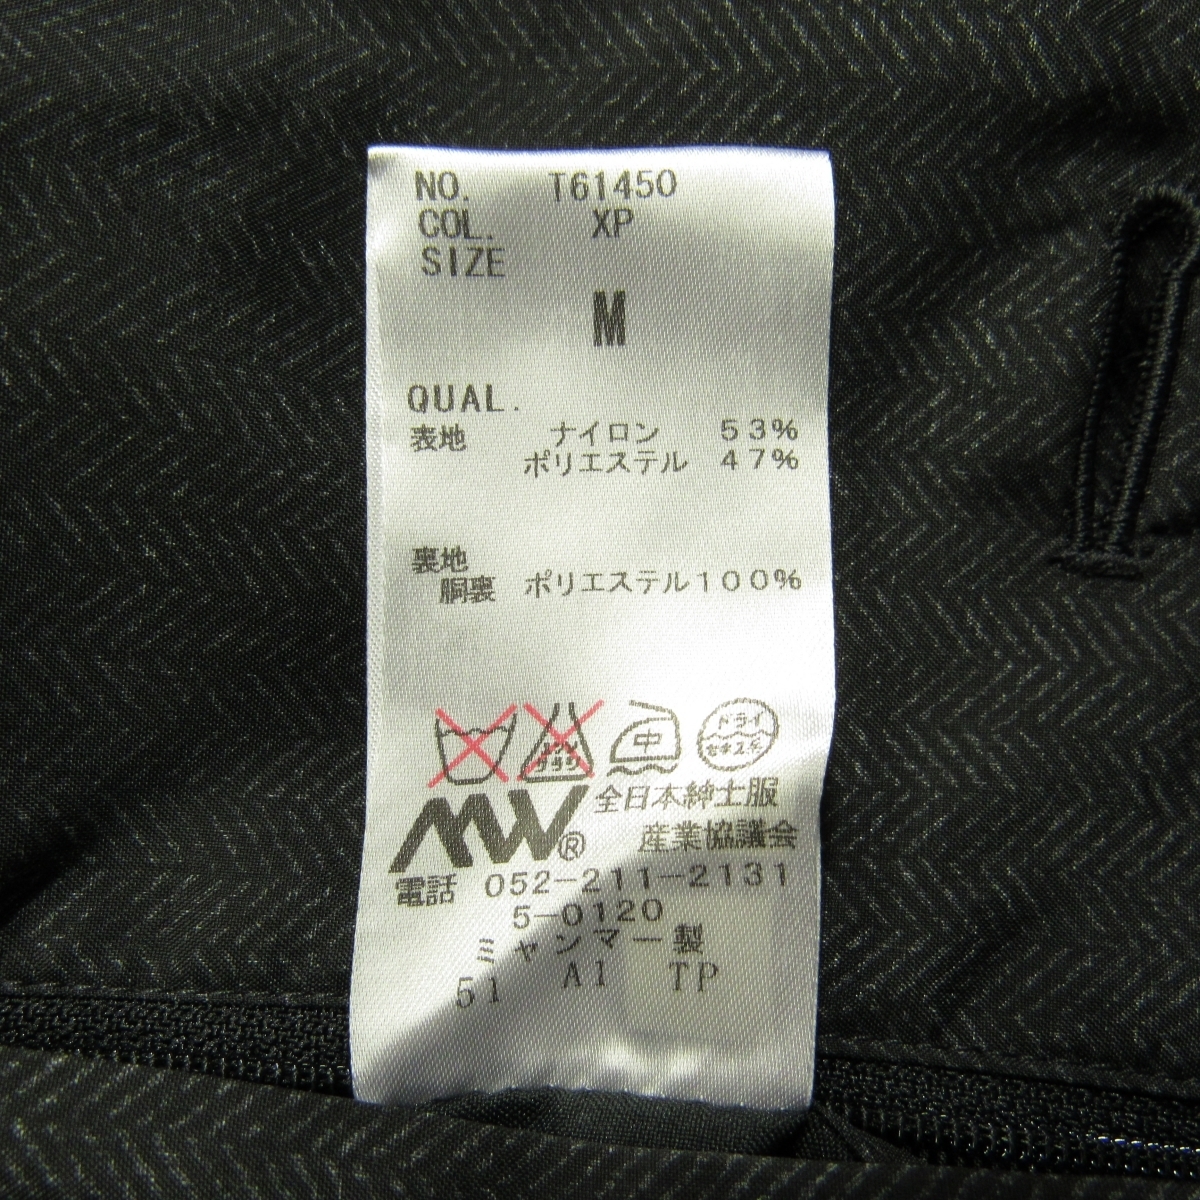 NO. T61450
COL. XP
SIZE
M
QUAL.
表地 ナイロン 53%
ポリエステル 47%
裏地
胴裏 ポリエステル100%
中
ドライ
セキユ系
MW® 全日本紳士服
産業協議会
電話 052-211-2131
5-0120
ミャンマー製
51 A1 TP